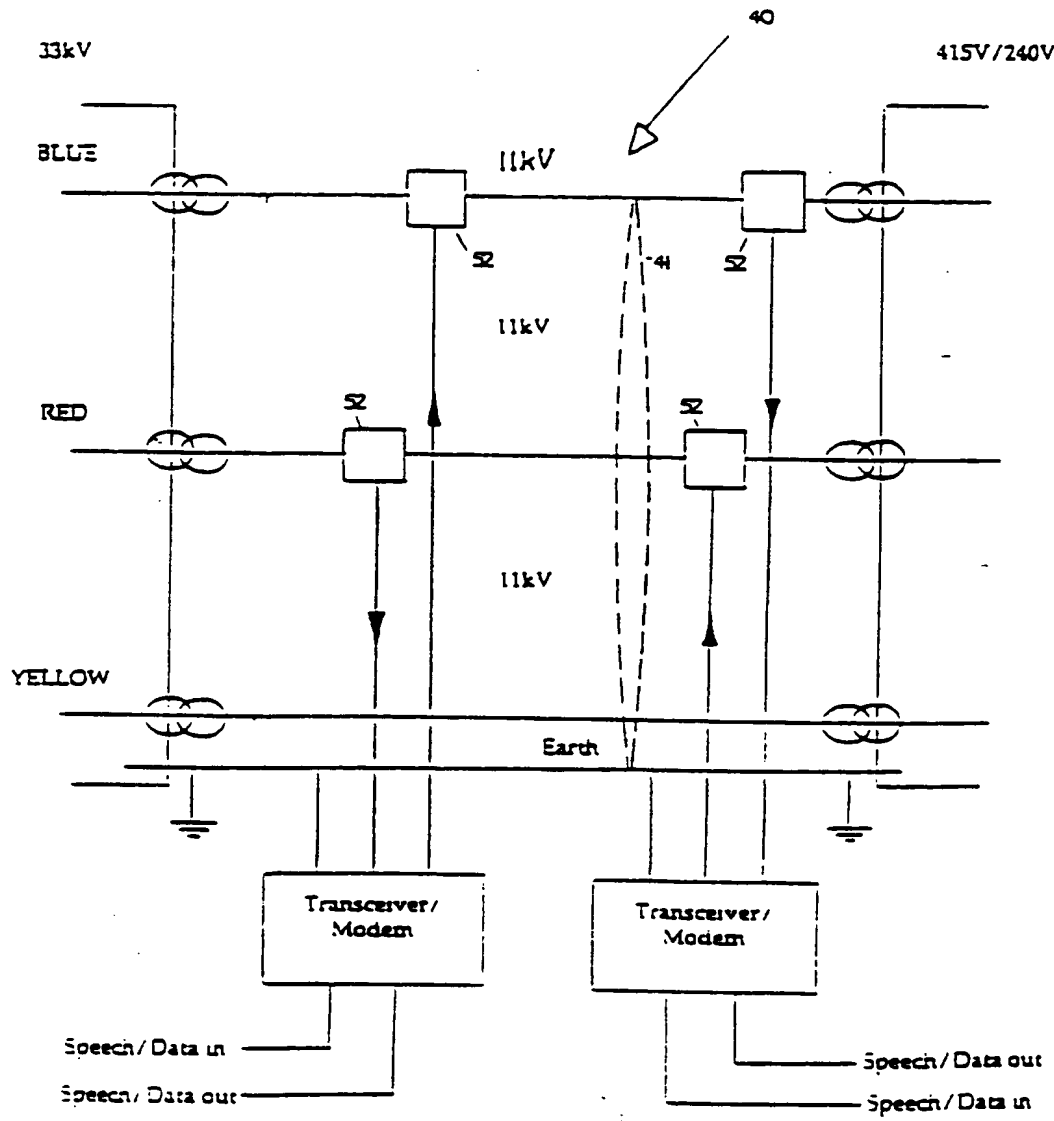 40
33kV
415V/240V
BLUE
11kV
52
41
52
11kV
RED
52
52
11kV
YELLOW
Earth
Transceiver/
Modem
Transceiver/
Modem
Speech/Data in
Speech/Data out
Speech/Data out
Speech/Data in